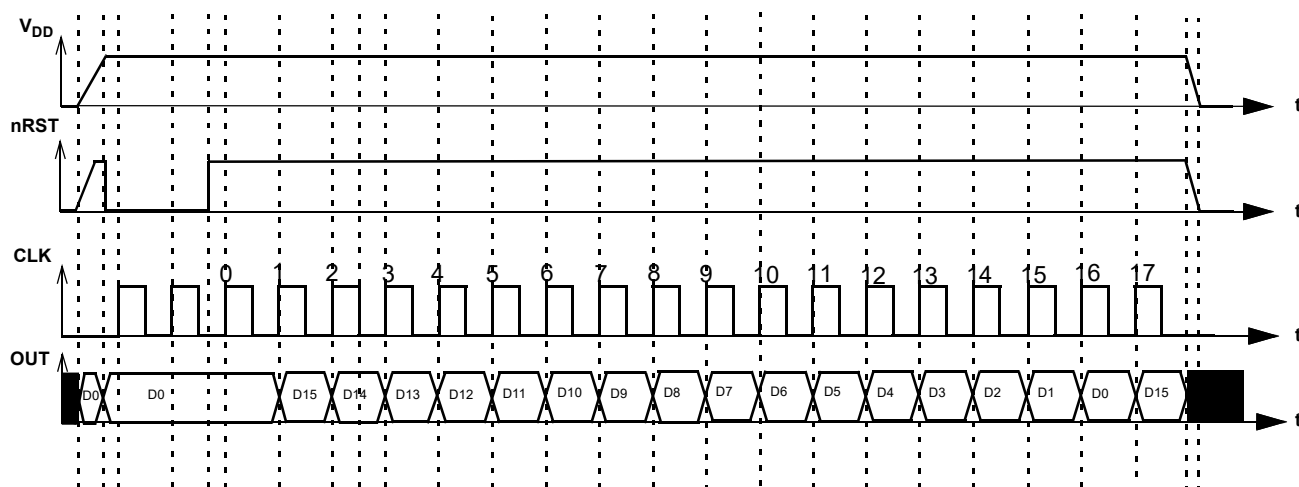 VDD
t
nRST
t
CLK
0 1 2 3 4 5 6 7 8 9 10 11 12 13 14 15 16 17
t
OUT
D0 D0 D15 D14 D13 D12 D11 D10 D9 D8 D7 D6 D5 D4 D3 D2 D1 D0 D15
t